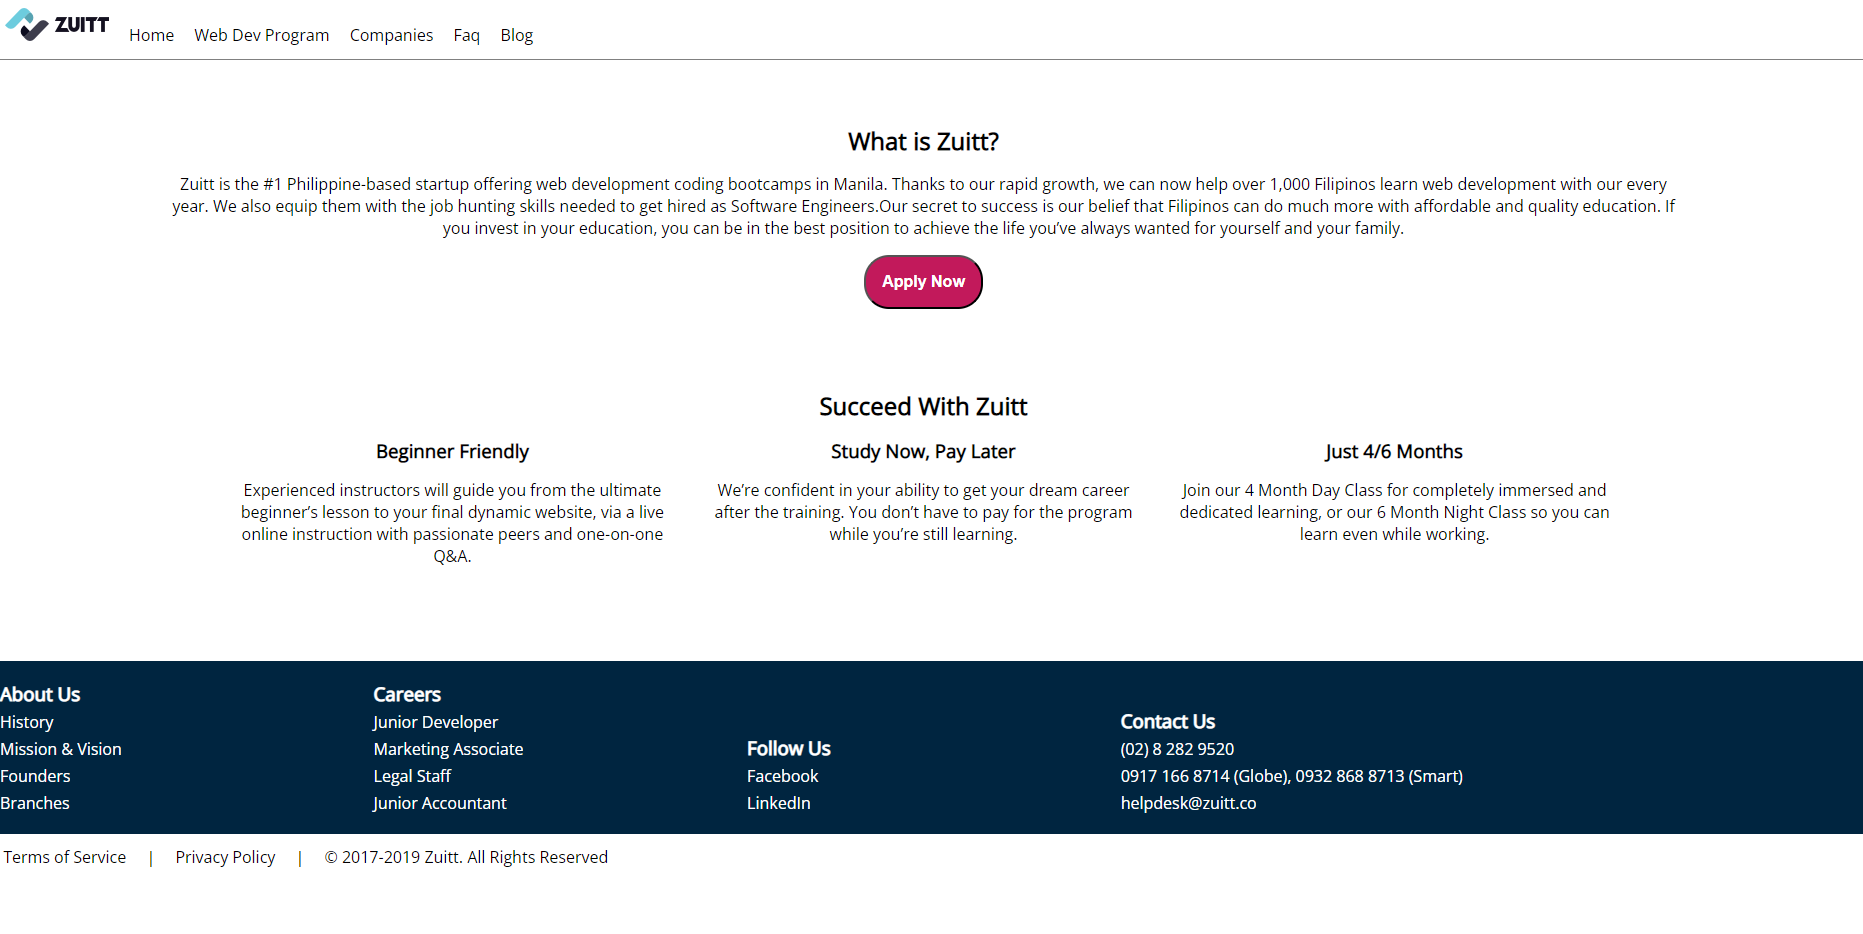 ZUITT
Home Web Dev Program Companies Faq Blog
What is Zuitt?
Zuitt is the #1 Philippine-based startup offering web development coding bootcamps in Manila. Thanks to our rapid growth, we can now help over 1,000 Filipinos learn web development with our every
year. We also equip them with the job hunting skills needed to get hired as Software Engineers.Our secret to success is our belief that Filipinos can do much more with affordable and quality education. If
you invest in your education, you can be in the best position to achieve the life you’ve always wanted for yourself and your family.
Apply Now
Succeed With Zuitt
Beginner Friendly
Experienced instructors will guide you from the ultimate
beginner’s lesson to your final dynamic website, via a live
online instruction with passionate peers and one-on-one
Q&A.
Study Now, Pay Later
We’re confident in your ability to get your dream career
after the training. You don’t have to pay for the program
while you’re still learning.
Just 4/6 Months
Join our 4 Month Day Class for completely immersed and
dedicated learning, or our 6 Month Night Class so you can
learn even while working.
About Us
History
Mission & Vision
Founders
Branches
Careers
Junior Developer
Marketing Associate
Legal Staff
Junior Accountant
Follow Us
Facebook
LinkedIn
Contact Us
(02) 8 282 9520
0917 166 8714 (Globe), 0932 868 8713 (Smart)
helpdesk@zuitt.co
Terms of Service | Privacy Policy | © 2017-2019 Zuitt. All Rights Reserved